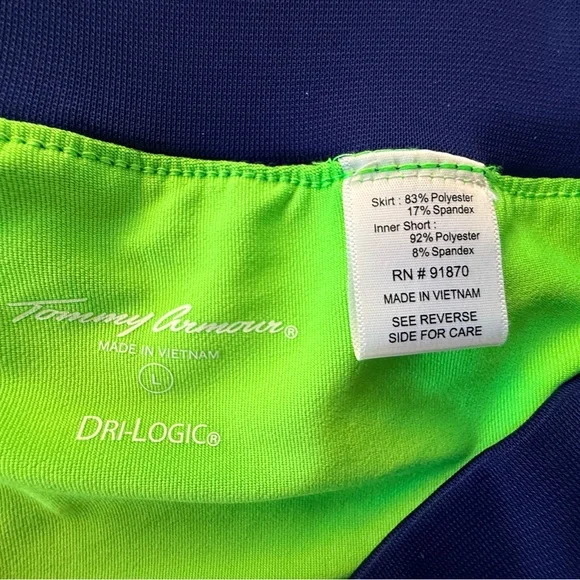 Tommy Armour®
MADE IN VIETNAM
L
DRI-LOGIC®
Skirt : 83% Polyester
17% Spandex
Inner Short :
92% Polyester
8% Spandex
RN # 91870
MADE IN VIETNAM
SEE REVERSE
SIDE FOR CARE